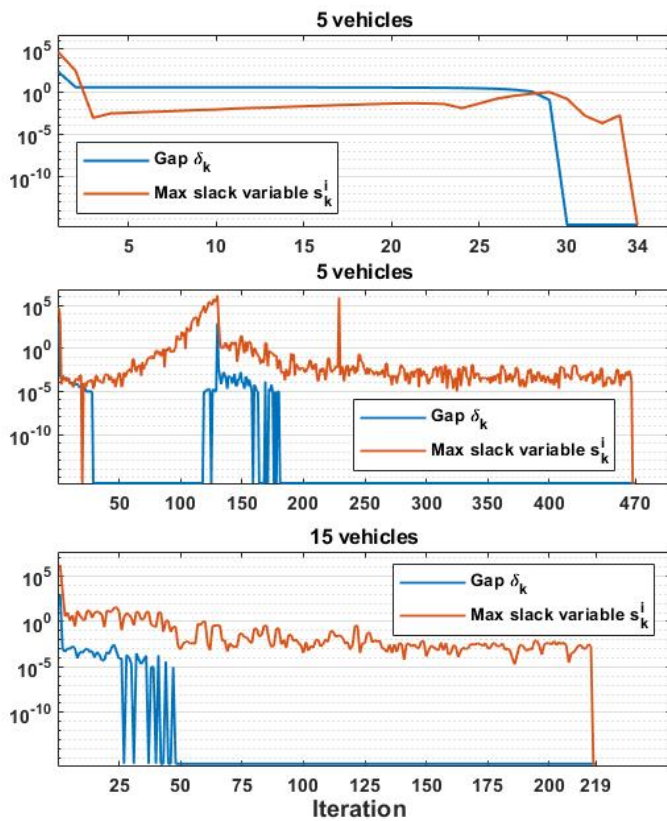 5 vehicles
10^5
10^0
10^-5
10^-10
Gap δ_k
Max slack variable s_k^i
5 10 15 20 25 30 34
5 vehicles
10^5
10^0
10^-5
10^-10
Gap δ_k
Max slack variable s_k^i
50 100 150 200 250 300 350 400 470
15 vehicles
10^5
10^0
10^-5
10^-10
Gap δ_k
Max slack variable s_k^i
25 50 75 100 125 150 175 200 219
Iteration